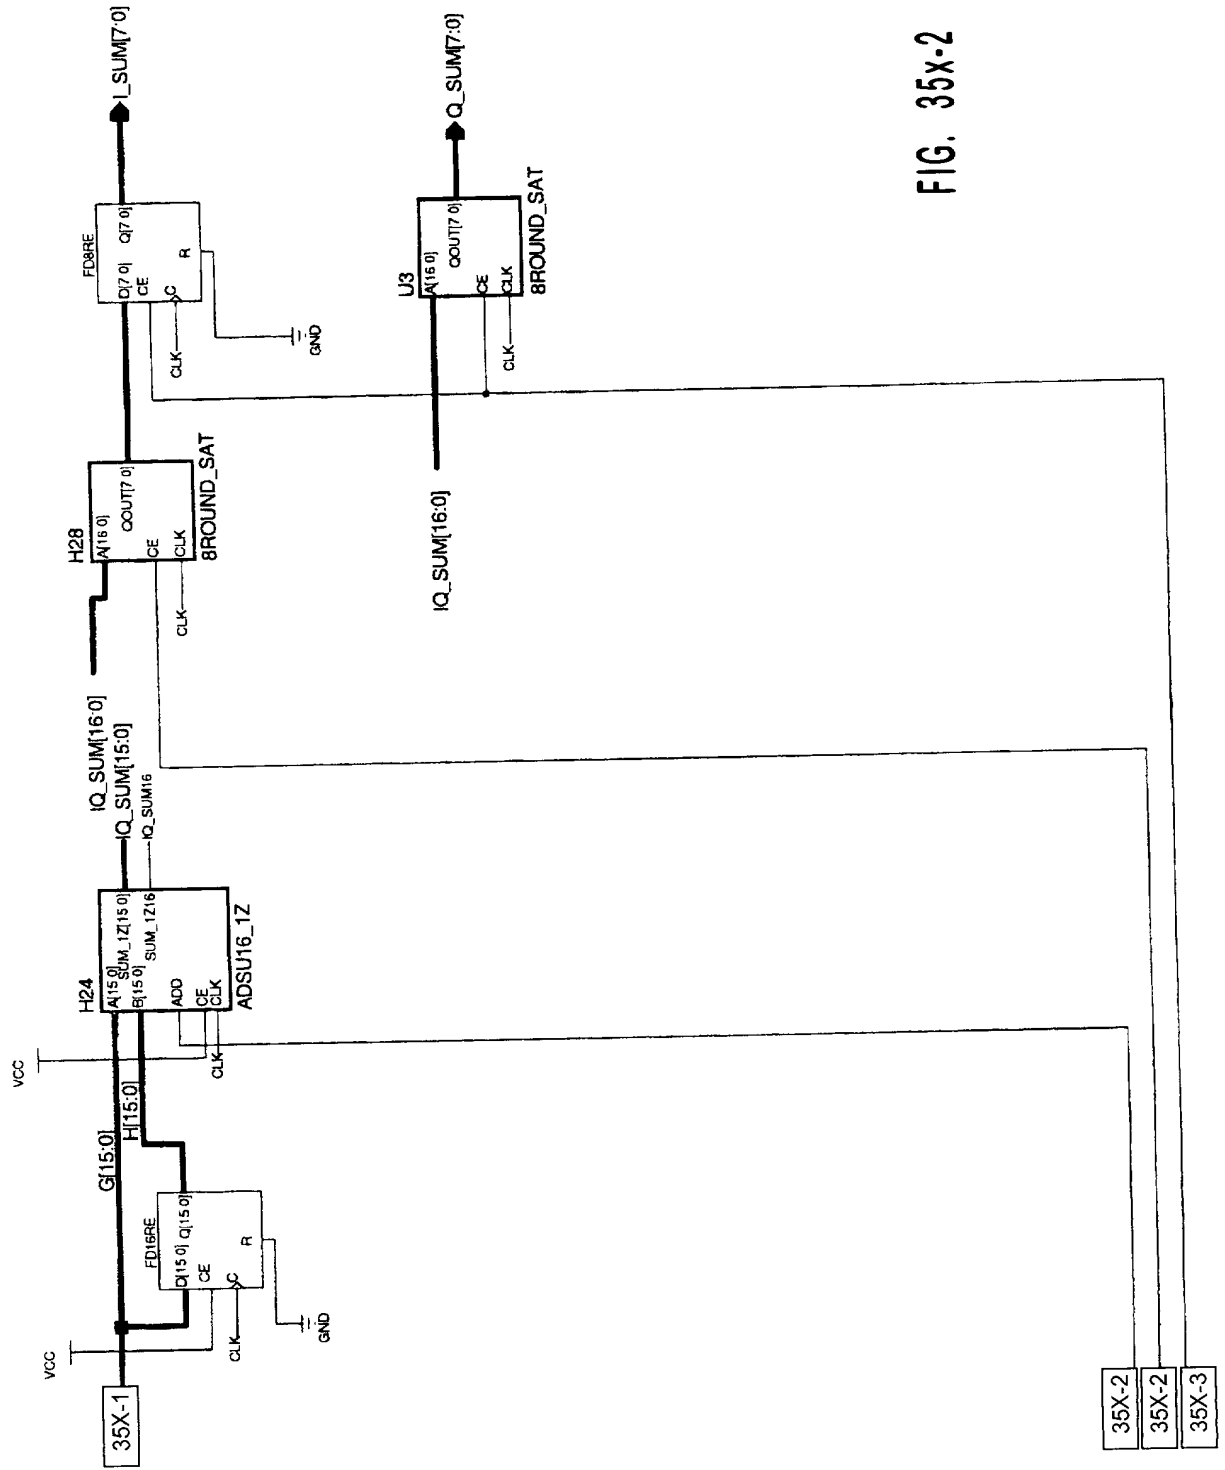 35X-1
VCC
FD16RE
D[15 0]
Q[15 0]
CE
C
R
CLK
GND
G[15:0]
H[15:0]
VCC
H24
A[15 0]
SUM_1Z[15 0]
B[15 0]
SUM_1Z16
ADD
CE
CLK
CLK
ADSU16_1Z
IQ_SUM[16:0]
IQ_SUM[15:0]
IQ_SUM16
H28
A[16 0]
QOUT[7 0]
CE
CLK
CLK
8ROUND_SAT
FD8RE
D[7 0]
Q[7 0]
CE
C
R
CLK
GND
I_SUM[7:0]
IQ_SUM[16:0]
U3
A[16 0]
QOUT[7 0]
CE
CLK
CLK
8ROUND_SAT
Q_SUM[7:0]
35X-2
35X-2
35X-3
FIG. 35x-2